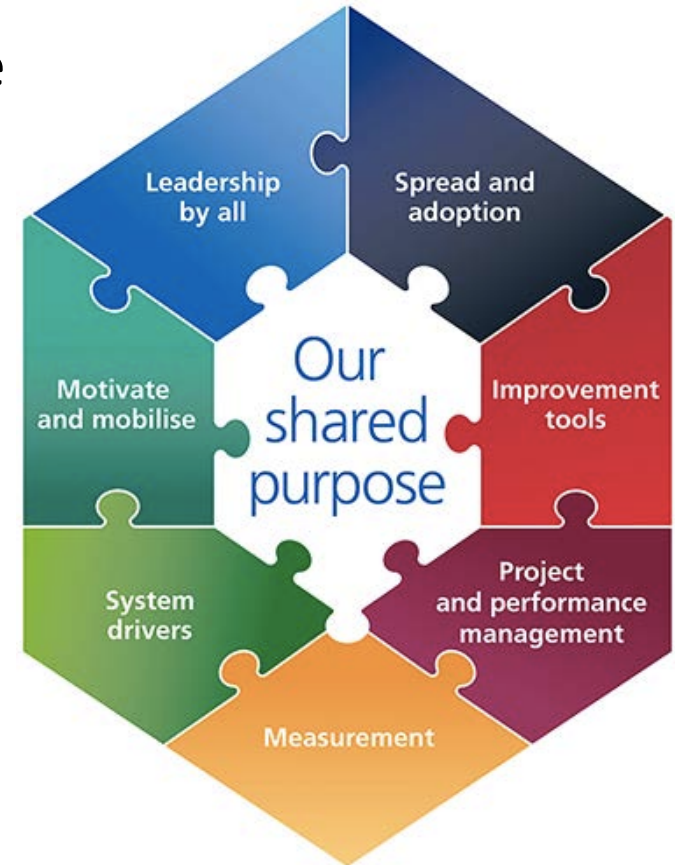 e
Leadership
by all
Spread and
adoption
Our
shared
purpose
Motivate
and mobilise
Improvement
tools
System
drivers
Project
and performance
management
Measurement